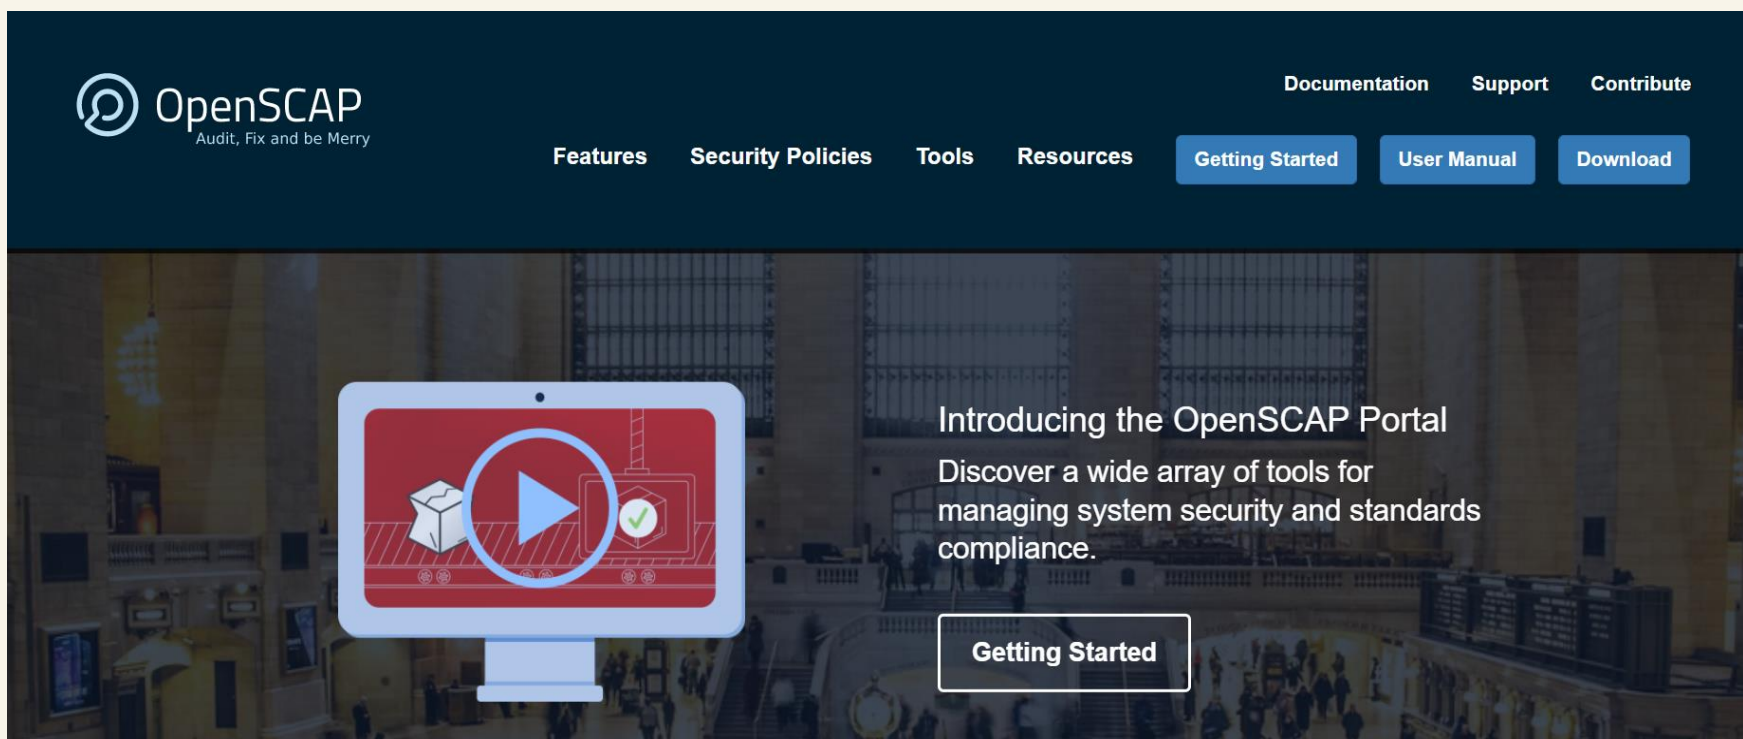 OpenSCAP
Audit, Fix and be Merry
Documentation Support Contribute
Features Security Policies Tools Resources Getting Started User Manual Download
Introducing the OpenSCAP Portal
Discover a wide array of tools for
managing system security and standards
compliance.
Getting Started